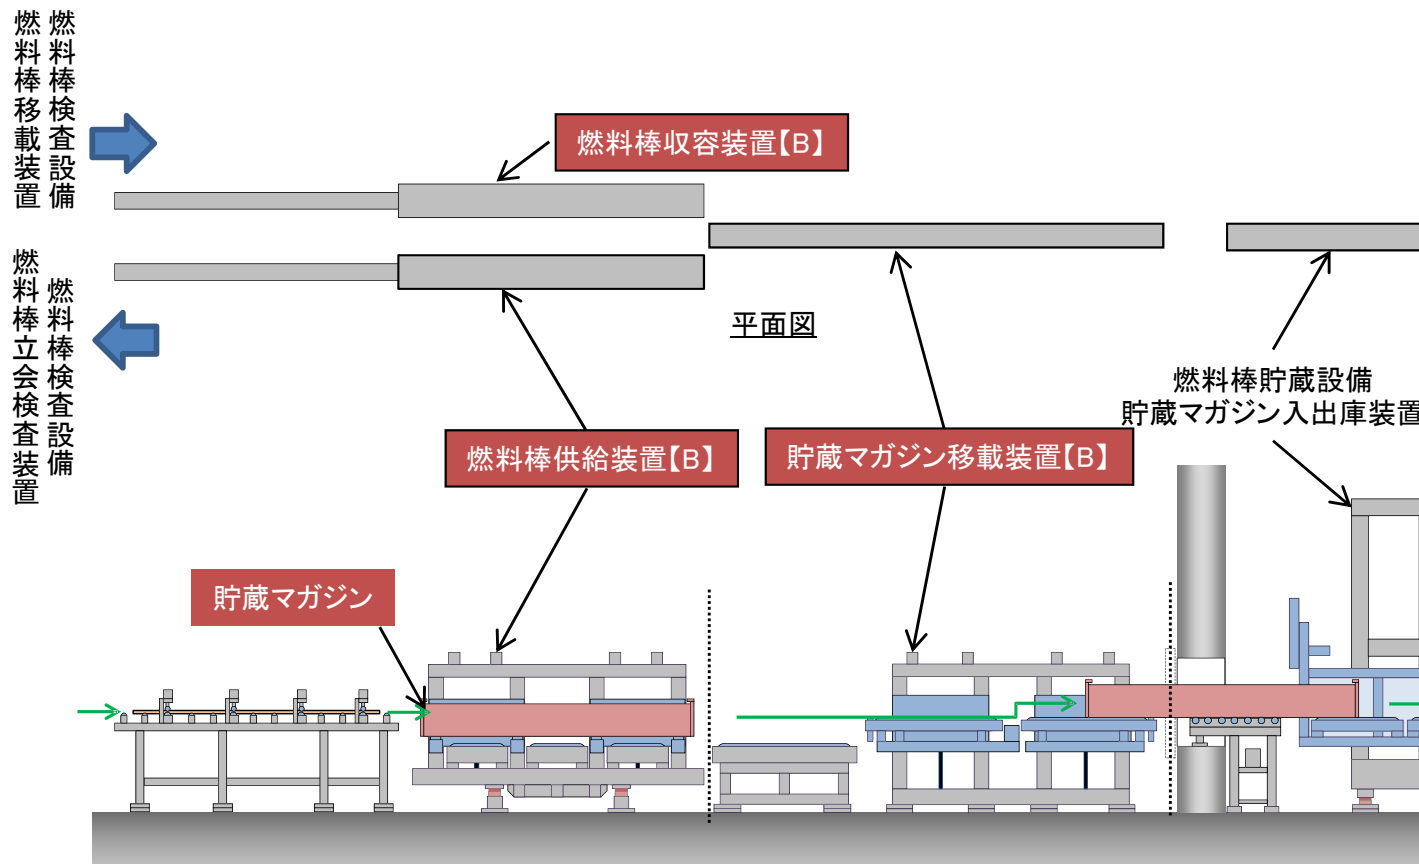 燃料棒検査設備
燃料棒移載装置
燃料棒収容装置【B】
燃料棒検査設備
燃料棒立会検査装置
平面図
燃料棒貯蔵設備
貯蔵マガジン入出庫装置
燃料棒供給装置【B】
貯蔵マガジン移載装置【B】
貯蔵マガジン